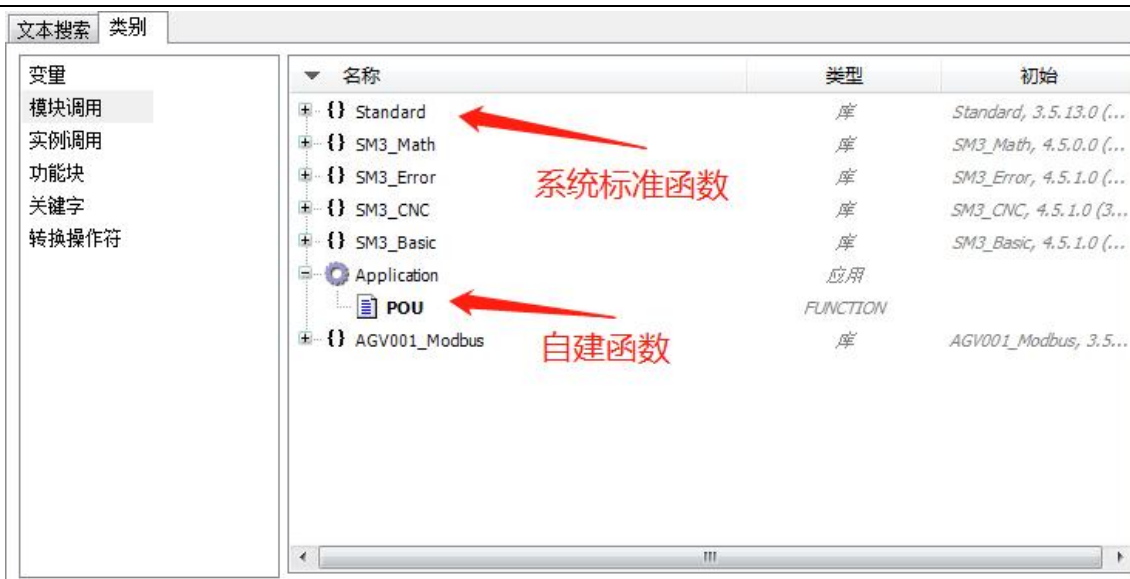 文本搜索 类别
变量
模块调用
实例调用
功能块
关键字
转换操作符
名称 类型 初始
{} Standard 库 Standard, 3.5.13.0 (...
{} SM3_Math 库 SM3_Math, 4.5.0.0 (...
{} SM3_Error 库 SM3_Error, 4.5.1.0 (...
{} SM3_CNC 库 SM3_CNC, 4.5.1.0 (3...
{} SM3_Basic 库 SM3_Basic, 4.5.1.0 (...
Application 应用
POU FUNCTION
{} AGV001_Modbus 库 AGV001_Modbus, 3.5...
系统标准函数
自建函数